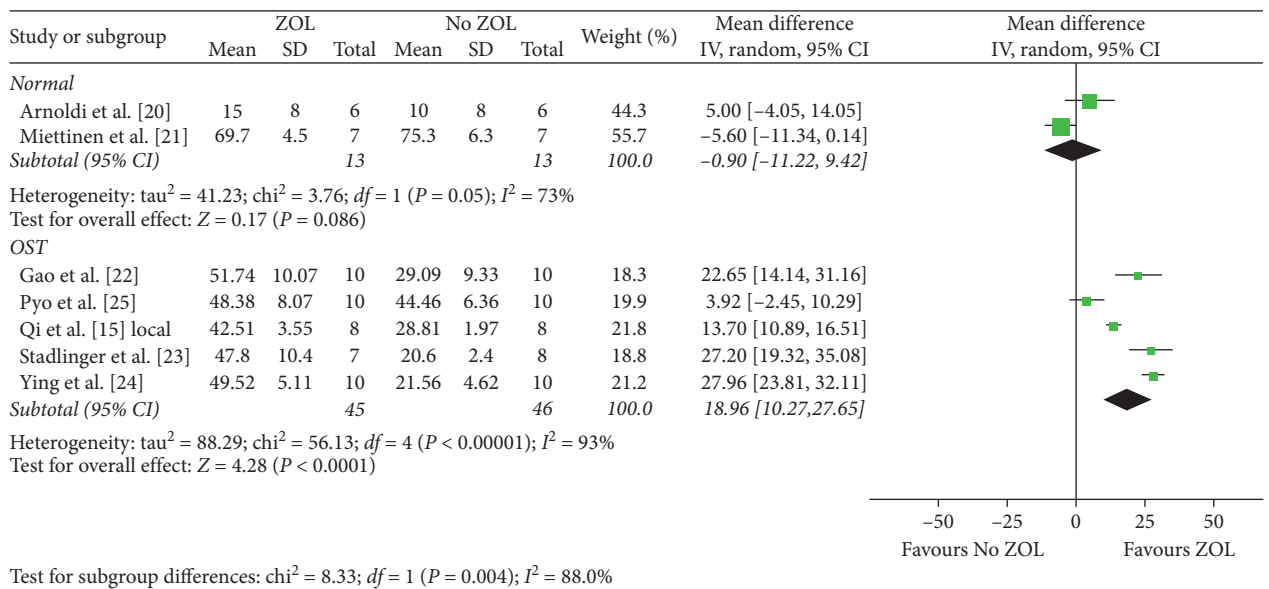 Study or subgroup ZOL No ZOL Weight (%) Mean difference Mean difference
Mean SD Total Mean SD Total IV, random, 95% CI IV, random, 95% CI
Normal
Arnoldi et al. [20] 15 8 6 10 8 6 44.3 5.00 [−4.05, 14.05]
Miettinen et al. [21] 69.7 4.5 7 75.3 6.3 7 55.7 −5.60 [−11.34, 0.14]
Subtotal (95% CI) 13 13 100.0 −0.90 [−11.22, 9.42]
Heterogeneity: tau² = 41.23; chi² = 3.76; df = 1 (P = 0.05); I² = 73%
Test for overall effect: Z = 0.17 (P = 0.086)
OST
Gao et al. [22] 51.74 10.07 10 29.09 9.33 10 18.3 22.65 [14.14, 31.16]
Pyo et al. [25] 48.38 8.07 10 44.46 6.36 10 19.9 3.92 [−2.45, 10.29]
Qi et al. [15] local 42.51 3.55 8 28.81 1.97 8 21.8 13.70 [10.89, 16.51]
Stadlinger et al. [23] 47.8 10.4 7 20.6 2.4 8 18.8 27.20 [19.32, 35.08]
Ying et al. [24] 49.52 5.11 10 21.56 4.62 10 21.2 27.96 [23.81, 32.11]
Subtotal (95% CI) 45 46 100.0 18.96 [10.27,27.65]
Heterogeneity: tau² = 88.29; chi² = 56.13; df = 4 (P < 0.00001); I² = 93%
Test for overall effect: Z = 4.28 (P < 0.0001)
−50 −25 0 25 50
Favours No ZOL Favours ZOL
Test for subgroup differences: chi² = 8.33; df = 1 (P = 0.004); I² = 88.0%